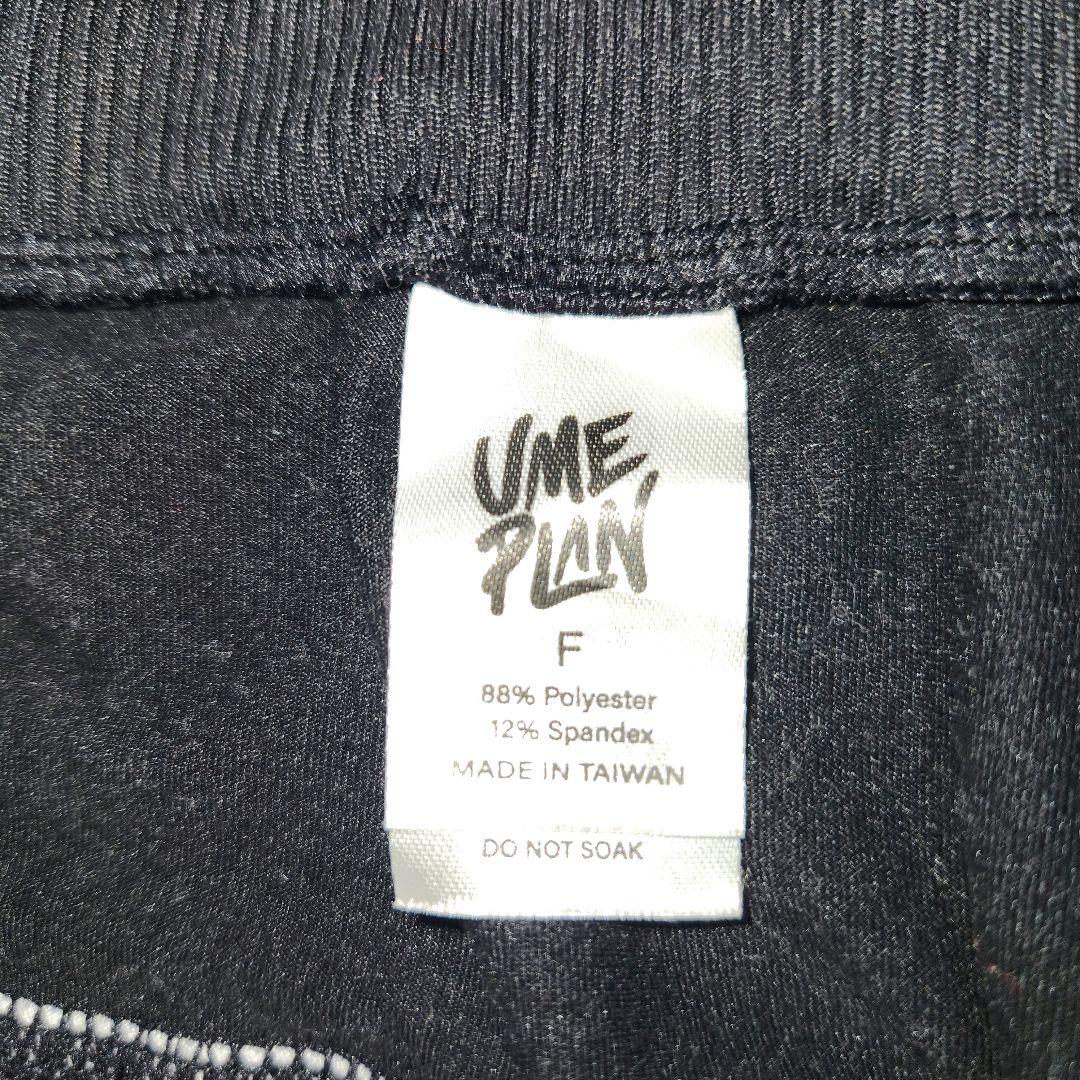 UME
PLAN
F
88% Polyester
12% Spandex
MADE IN TAIWAN
DO NOT SOAK